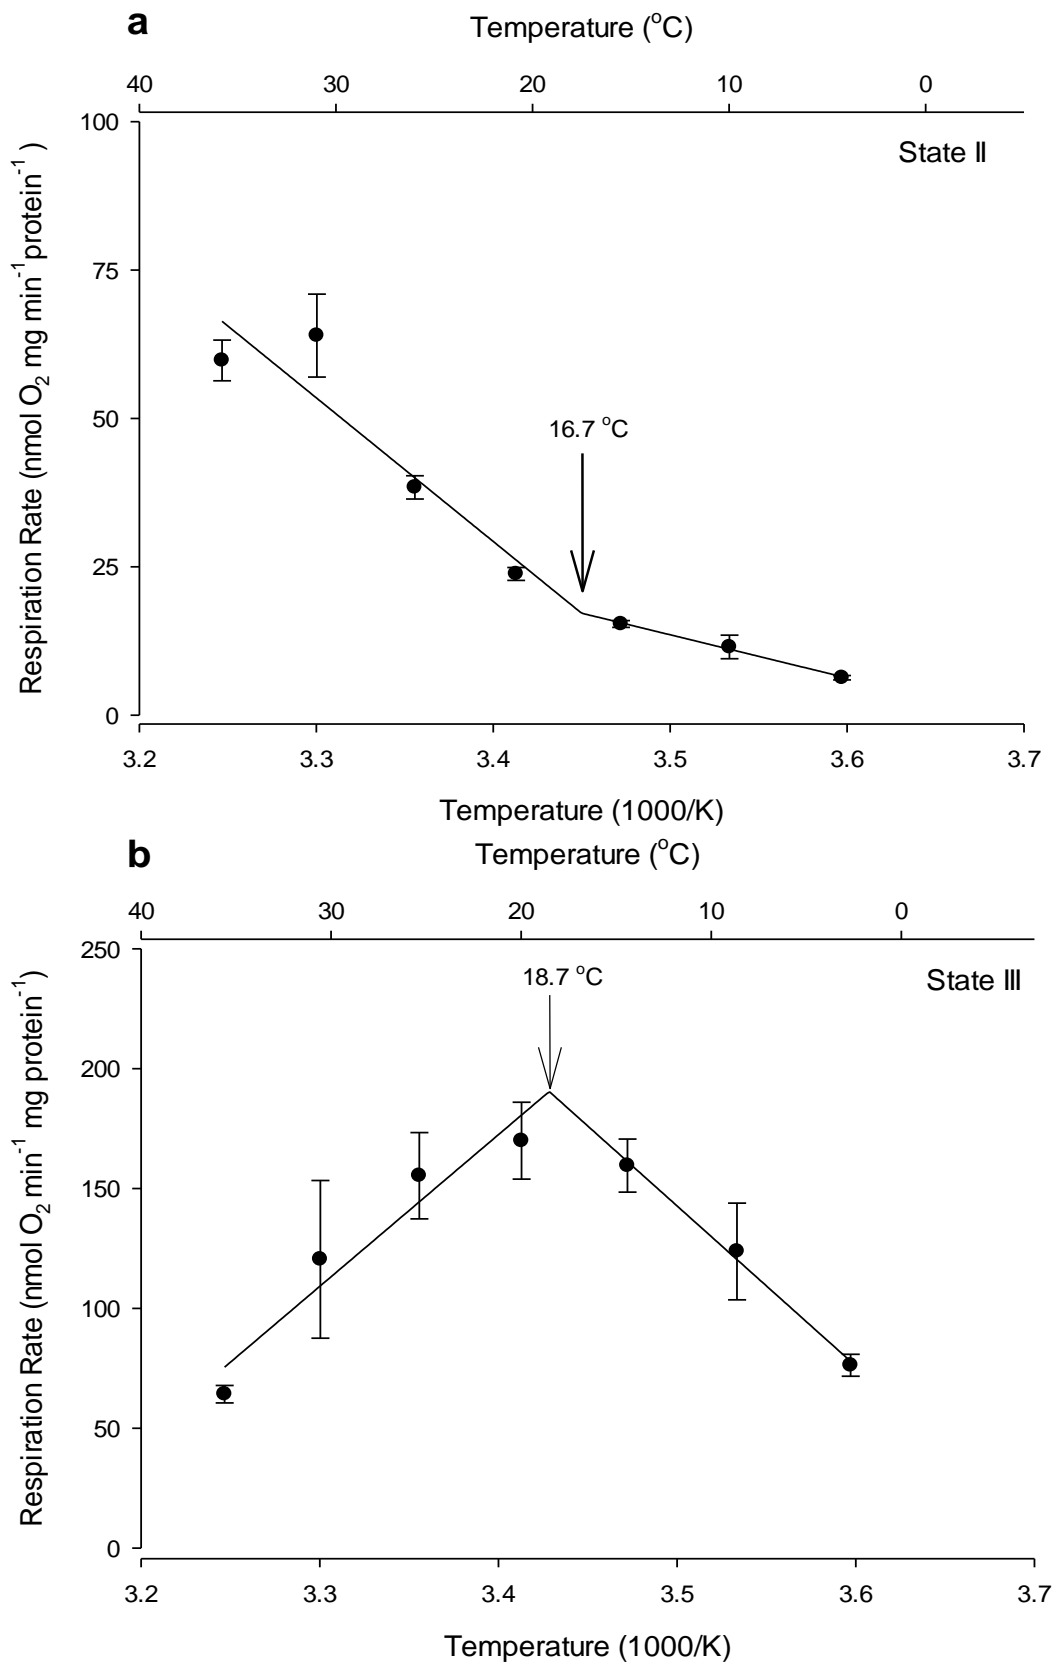 a
Temperature (°C)
40 30 20 10 0
100
State II
75
50
16.7 °C
25
0
Respiration Rate (nmol O₂ mg min⁻¹ protein⁻¹ )
3.2 3.3 3.4 3.5 3.6 3.7
Temperature (1000/K)
b
Temperature (°C)
40 30 20 10 0
250
18.7 °C
State III
200
150
100
50
0
Respiration Rate (nmol O₂ min⁻¹ mg protein⁻¹)
3.2 3.3 3.4 3.5 3.6 3.7
Temperature (1000/K)